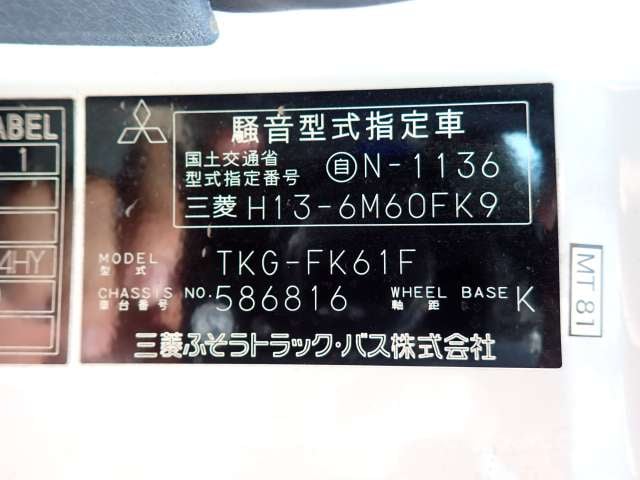 ABEL
1
4HY
騒音型式指定車
国土交通省
型式指定番号 自N-1136
三菱 H13-6M60FK9
MODEL
型式 TKG-FK61F
CHASSIS NO. 586816 WHEEL BASE K
車台番号 軸距
三菱ふそうトラック・バス株式会社
MT 81